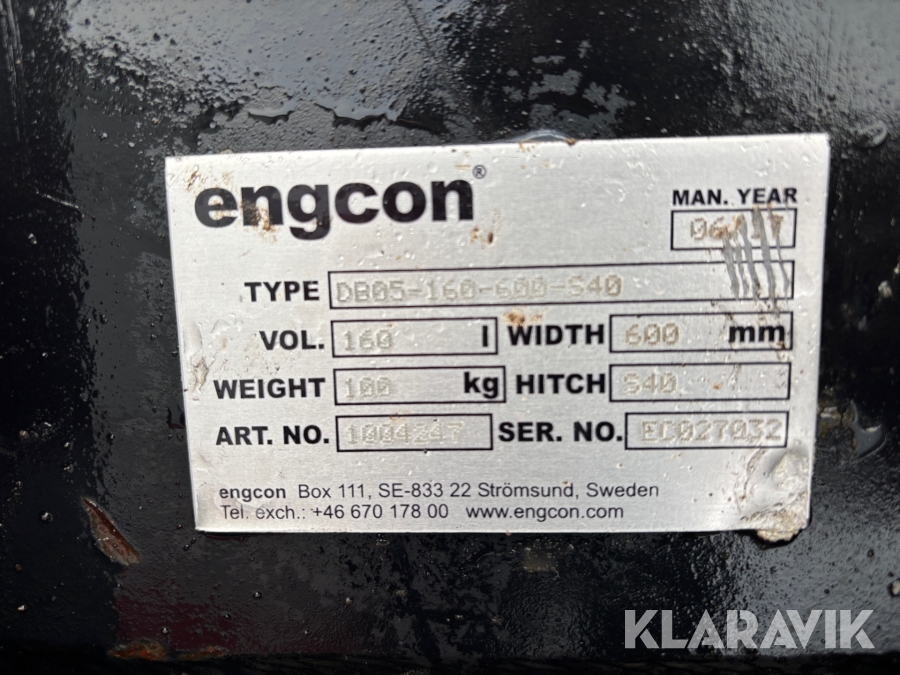 engcon®
MAN. YEAR
06/17
TYPE DB05-160-600-S40
VOL. 160 l WIDTH 600 mm
WEIGHT 100 kg HITCH S40
ART. NO. 1004247 SER. NO. EC027032
engcon Box 111, SE-833 22 Strömsund, Sweden
Tel. exch.: +46 670 178 00 www.engcon.com
KLARAVIK